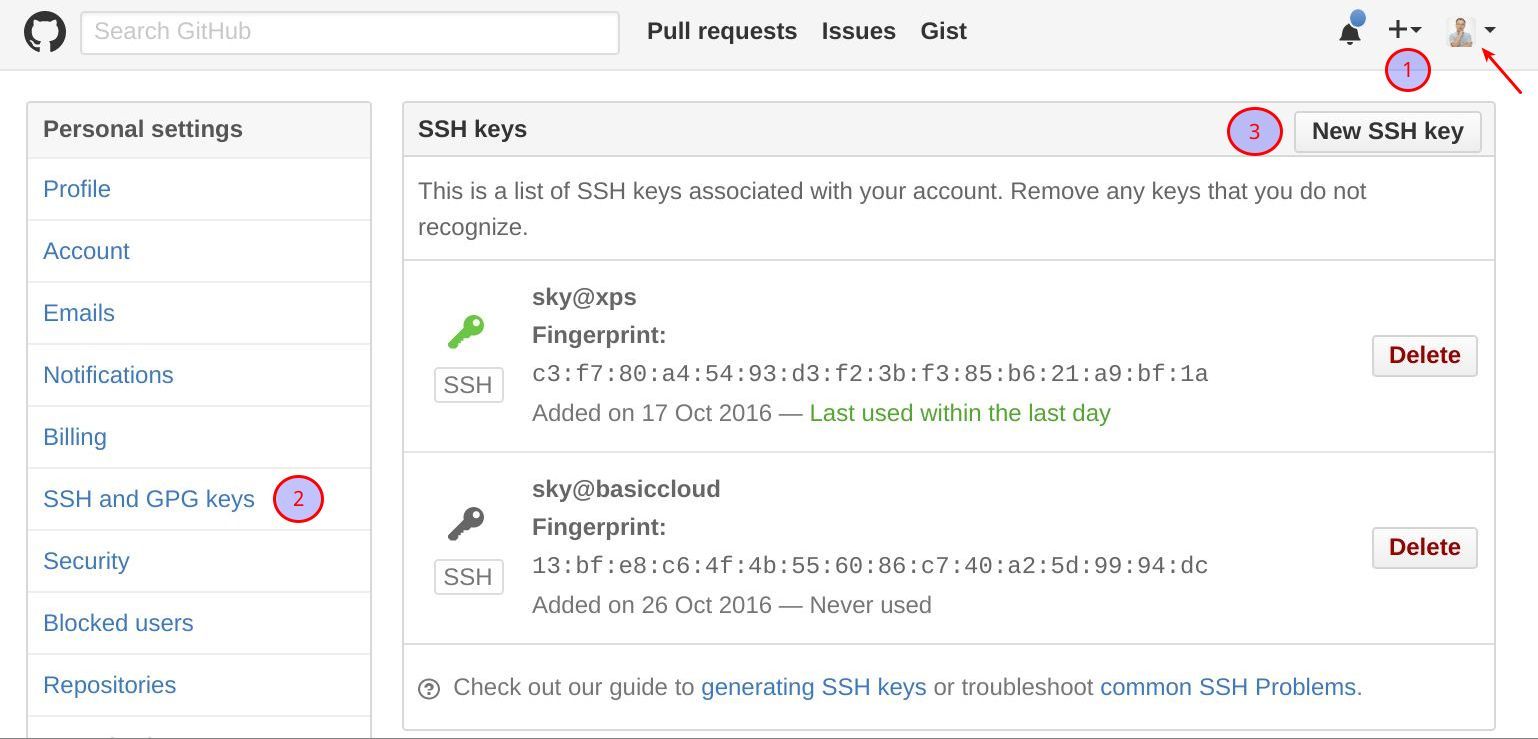 Search GitHub Pull requests Issues Gist
1
Personal settings
Profile
Account
Emails
Notifications
Billing
SSH and GPG keys 2
Security
Blocked users
Repositories
SSH keys 3 New SSH key
This is a list of SSH keys associated with your account. Remove any keys that you do not
recognize.
sky@xps
Fingerprint:
c3:f7:80:a4:54:93:d3:f2:3b:f3:85:b6:21:a9:bf:1a
Added on 17 Oct 2016 — Last used within the last day
SSH
Delete
sky@basiccloud
Fingerprint:
13:bf:e8:c6:4f:4b:55:60:86:c7:40:a2:5d:99:94:dc
Added on 26 Oct 2016 — Never used
SSH
Delete
Check out our guide to generating SSH keys or troubleshoot common SSH Problems.